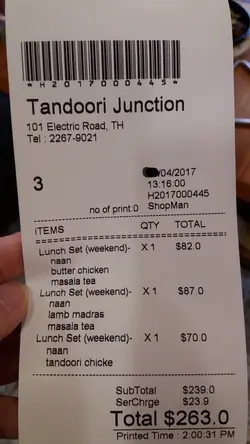 *H2017000445*
Tandoori Junction
101 Electric Road, TH
Tel : 2267-9021
/04/2017
13:16:00
3
H2017000445
no of print:0 ShopMan
ITEMS QTY TOTAL
Lunch Set (weekend)- X 1 $82.0
naan
butter chicken
masala tea
Lunch Set (weekend)- X 1 $87.0
naan
lamb madras
masala tea
Lunch Set (weekend)- X 1 $70.0
naan
tandoori chicke
SubTotal $239.0
SerChrge $23.9
Total $263.0
Printed Time : 2:00:31 PM